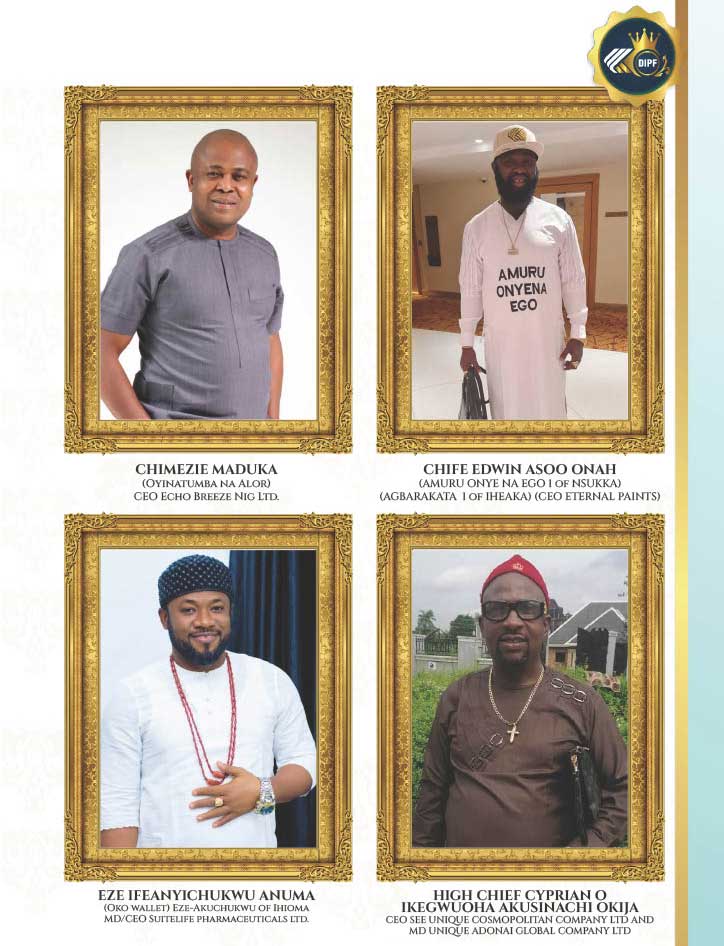 DIPF
AMURU
ONYENA
EGO
CHIMEZIE MADUKA
(OYINATUMBA NA ALOR)
CEO ECHO BREEZE NIG LTD.
CHIFE EDWIN ASOO ONAH
(AMURU ONYE NA EGO 1 OF NSUKKA)
(AGBARAKATA 1 OF IHEAKA) (CEO ETERNAL PAINTS)
EZE IFEANYICHUKWU ANUMA
(OKO WALLET) EZE-AKUCHUKWU OF IHIOMA
MD/CEO SUITELIFE PHARMACEUTICALS LTD.
HIGH CHIEF CYPRIAN O
IKEGWUOHA AKUSINACHI OKIJA
CEO SEE UNIQUE COSMOPOLITAN COMPANY LTD AND
MD UNIQUE ADONAI GLOBAL COMPANY LTD